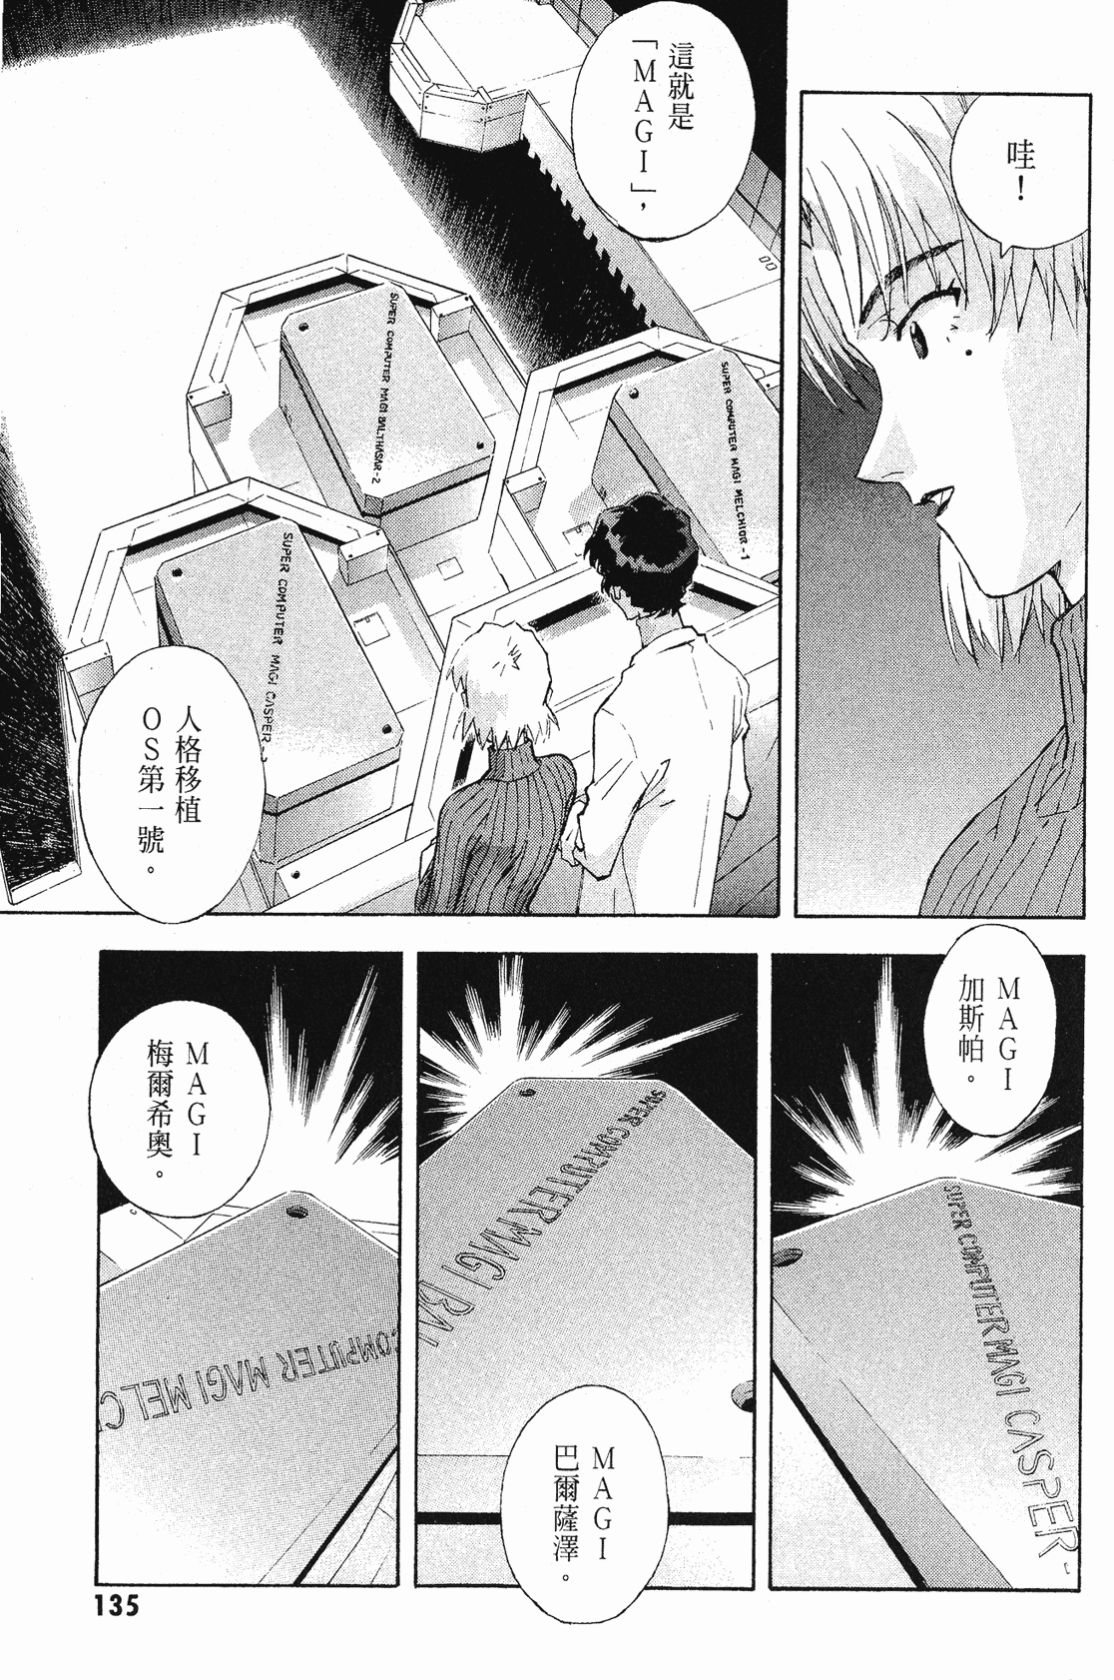 哇！
這就是
「MAGI」，
SUPER COMPUTER MAGI MELCHIOR-1
SUPER COMPUTER MAGI BALTHASAR-2
SUPER COMPUTER MAGI CASPER-3
人格移植
OS第一號。
MAGI
加斯帕。
SUPER COMPUTER MAGI CASPER-
MAGI
巴爾薩澤。
SUPER COMPUTER MAGI BAL
MAGI
梅爾希奧。
COMPUTER MAGI MELC
135